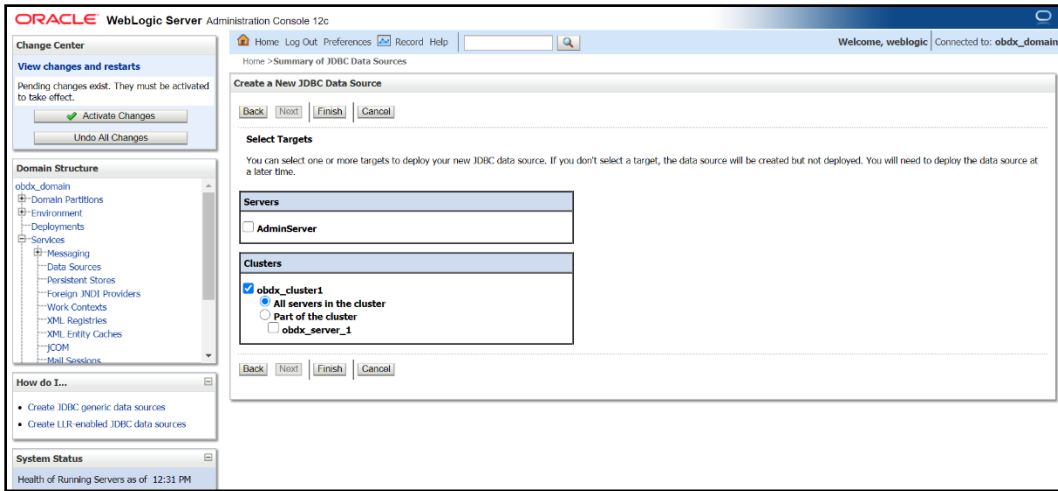 ORACLE WebLogic Server Administration Console 12c
Change Center
View changes and restarts
Pending changes exist. They must be activated
to take effect.
Activate Changes
Undo All Changes
Domain Structure
obdx_domain
Domain Partitions
Environment
Deployments
Services
Messaging
Data Sources
Persistent Stores
Foreign JNDI Providers
Work Contexts
XML Registries
XML Entity Caches
jCOM
Mail Sessions
How do I...
Create JDBC generic data sources
Create LLR-enabled JDBC data sources
System Status
Health of Running Servers as of 12:31 PM
Home Log Out Preferences Record Help
Welcome, weblogic Connected to: obdx_domain
Home >Summary of JDBC Data Sources
Create a New JDBC Data Source
Back Next Finish Cancel
Select Targets
You can select one or more targets to deploy your new JDBC data source. If you don't select a target, the data source will be created but not deployed. You will need to deploy the data source at
a later time.
Servers
AdminServer
Clusters
obdx_cluster1
All servers in the cluster
Part of the cluster
obdx_server_1
Back Next Finish Cancel